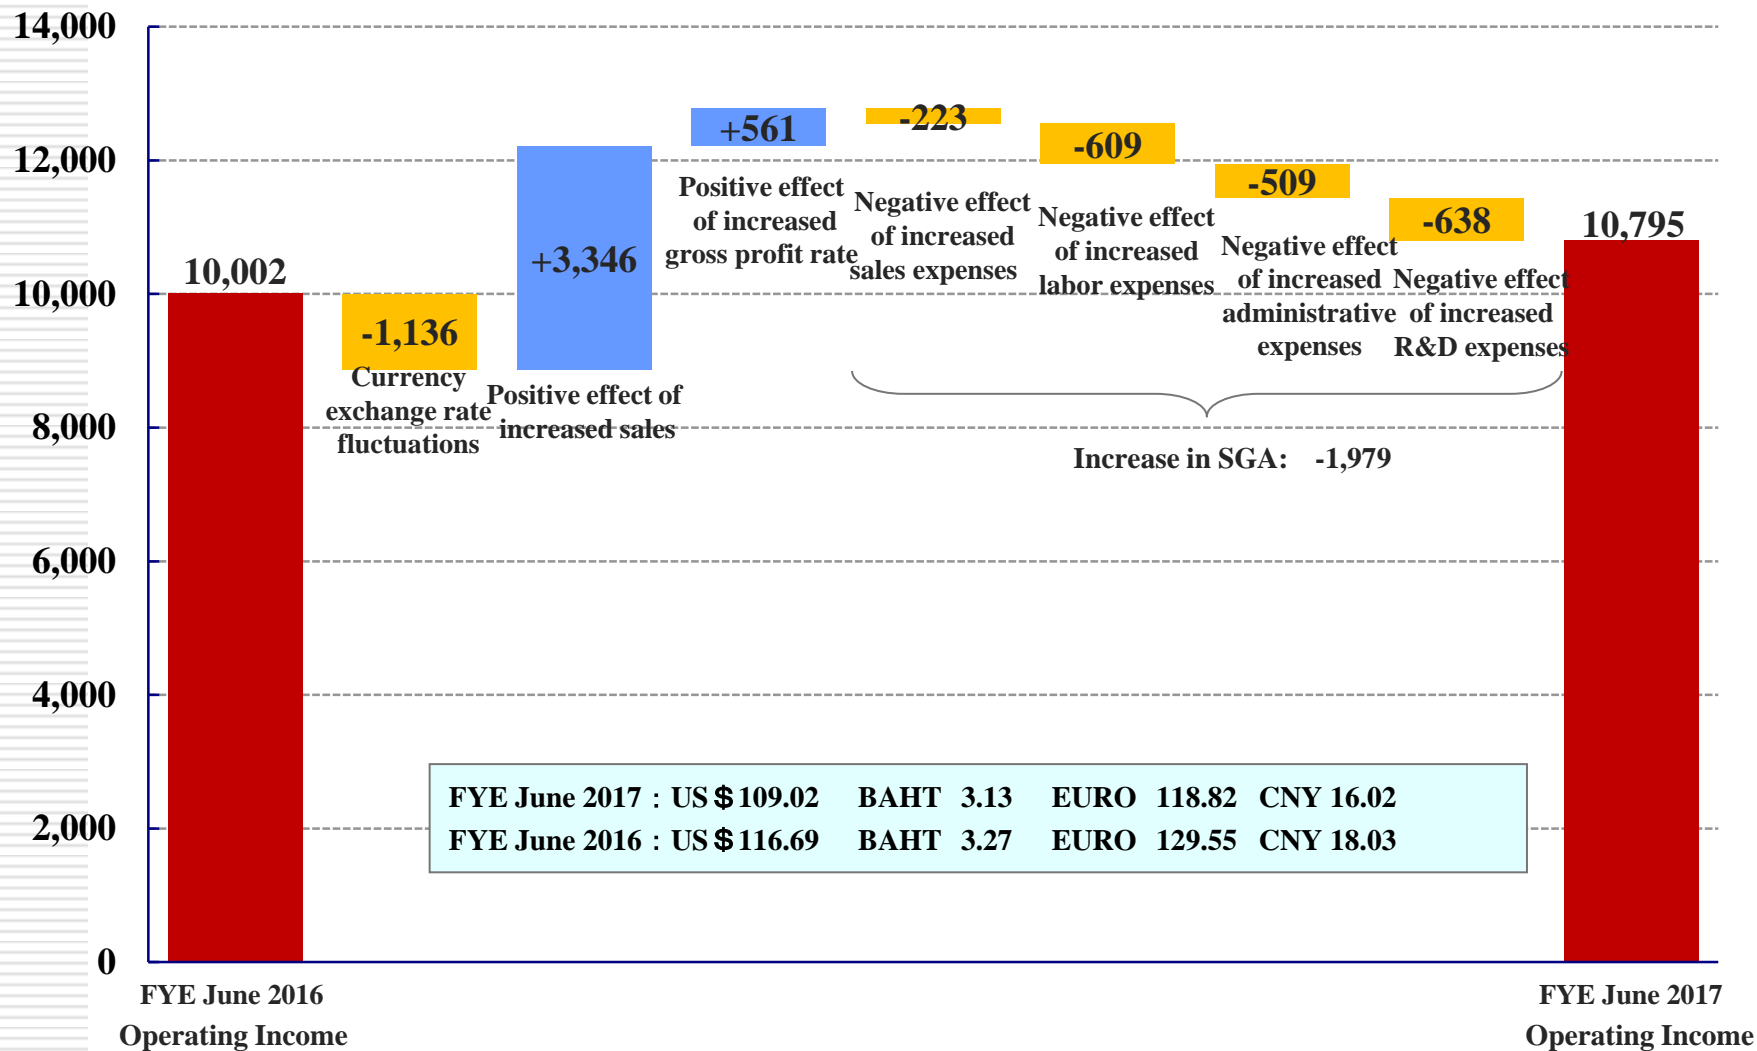 14,000
12,000
10,000
8,000
6,000
4,000
2,000
0
10,002
-1,136
Currency
exchange rate
fluctuations
+3,346
Positive effect of
increased sales
+561
Positive effect
of increased
gross profit rate
-223
Negative effect
of increased
sales expenses
-609
Negative effect
of increased
labor expenses
-509
Negative effect
of increased
administrative
expenses
-638
Negative effect
of increased
R&D expenses
10,795
Increase in SGA: -1,979
FYE June 2017：US＄109.02 BAHT 3.13 EURO 118.82 CNY 16.02
FYE June 2016：US＄116.69 BAHT 3.27 EURO 129.55 CNY 18.03
FYE June 2016
Operating Income
FYE June 2017
Operating Income